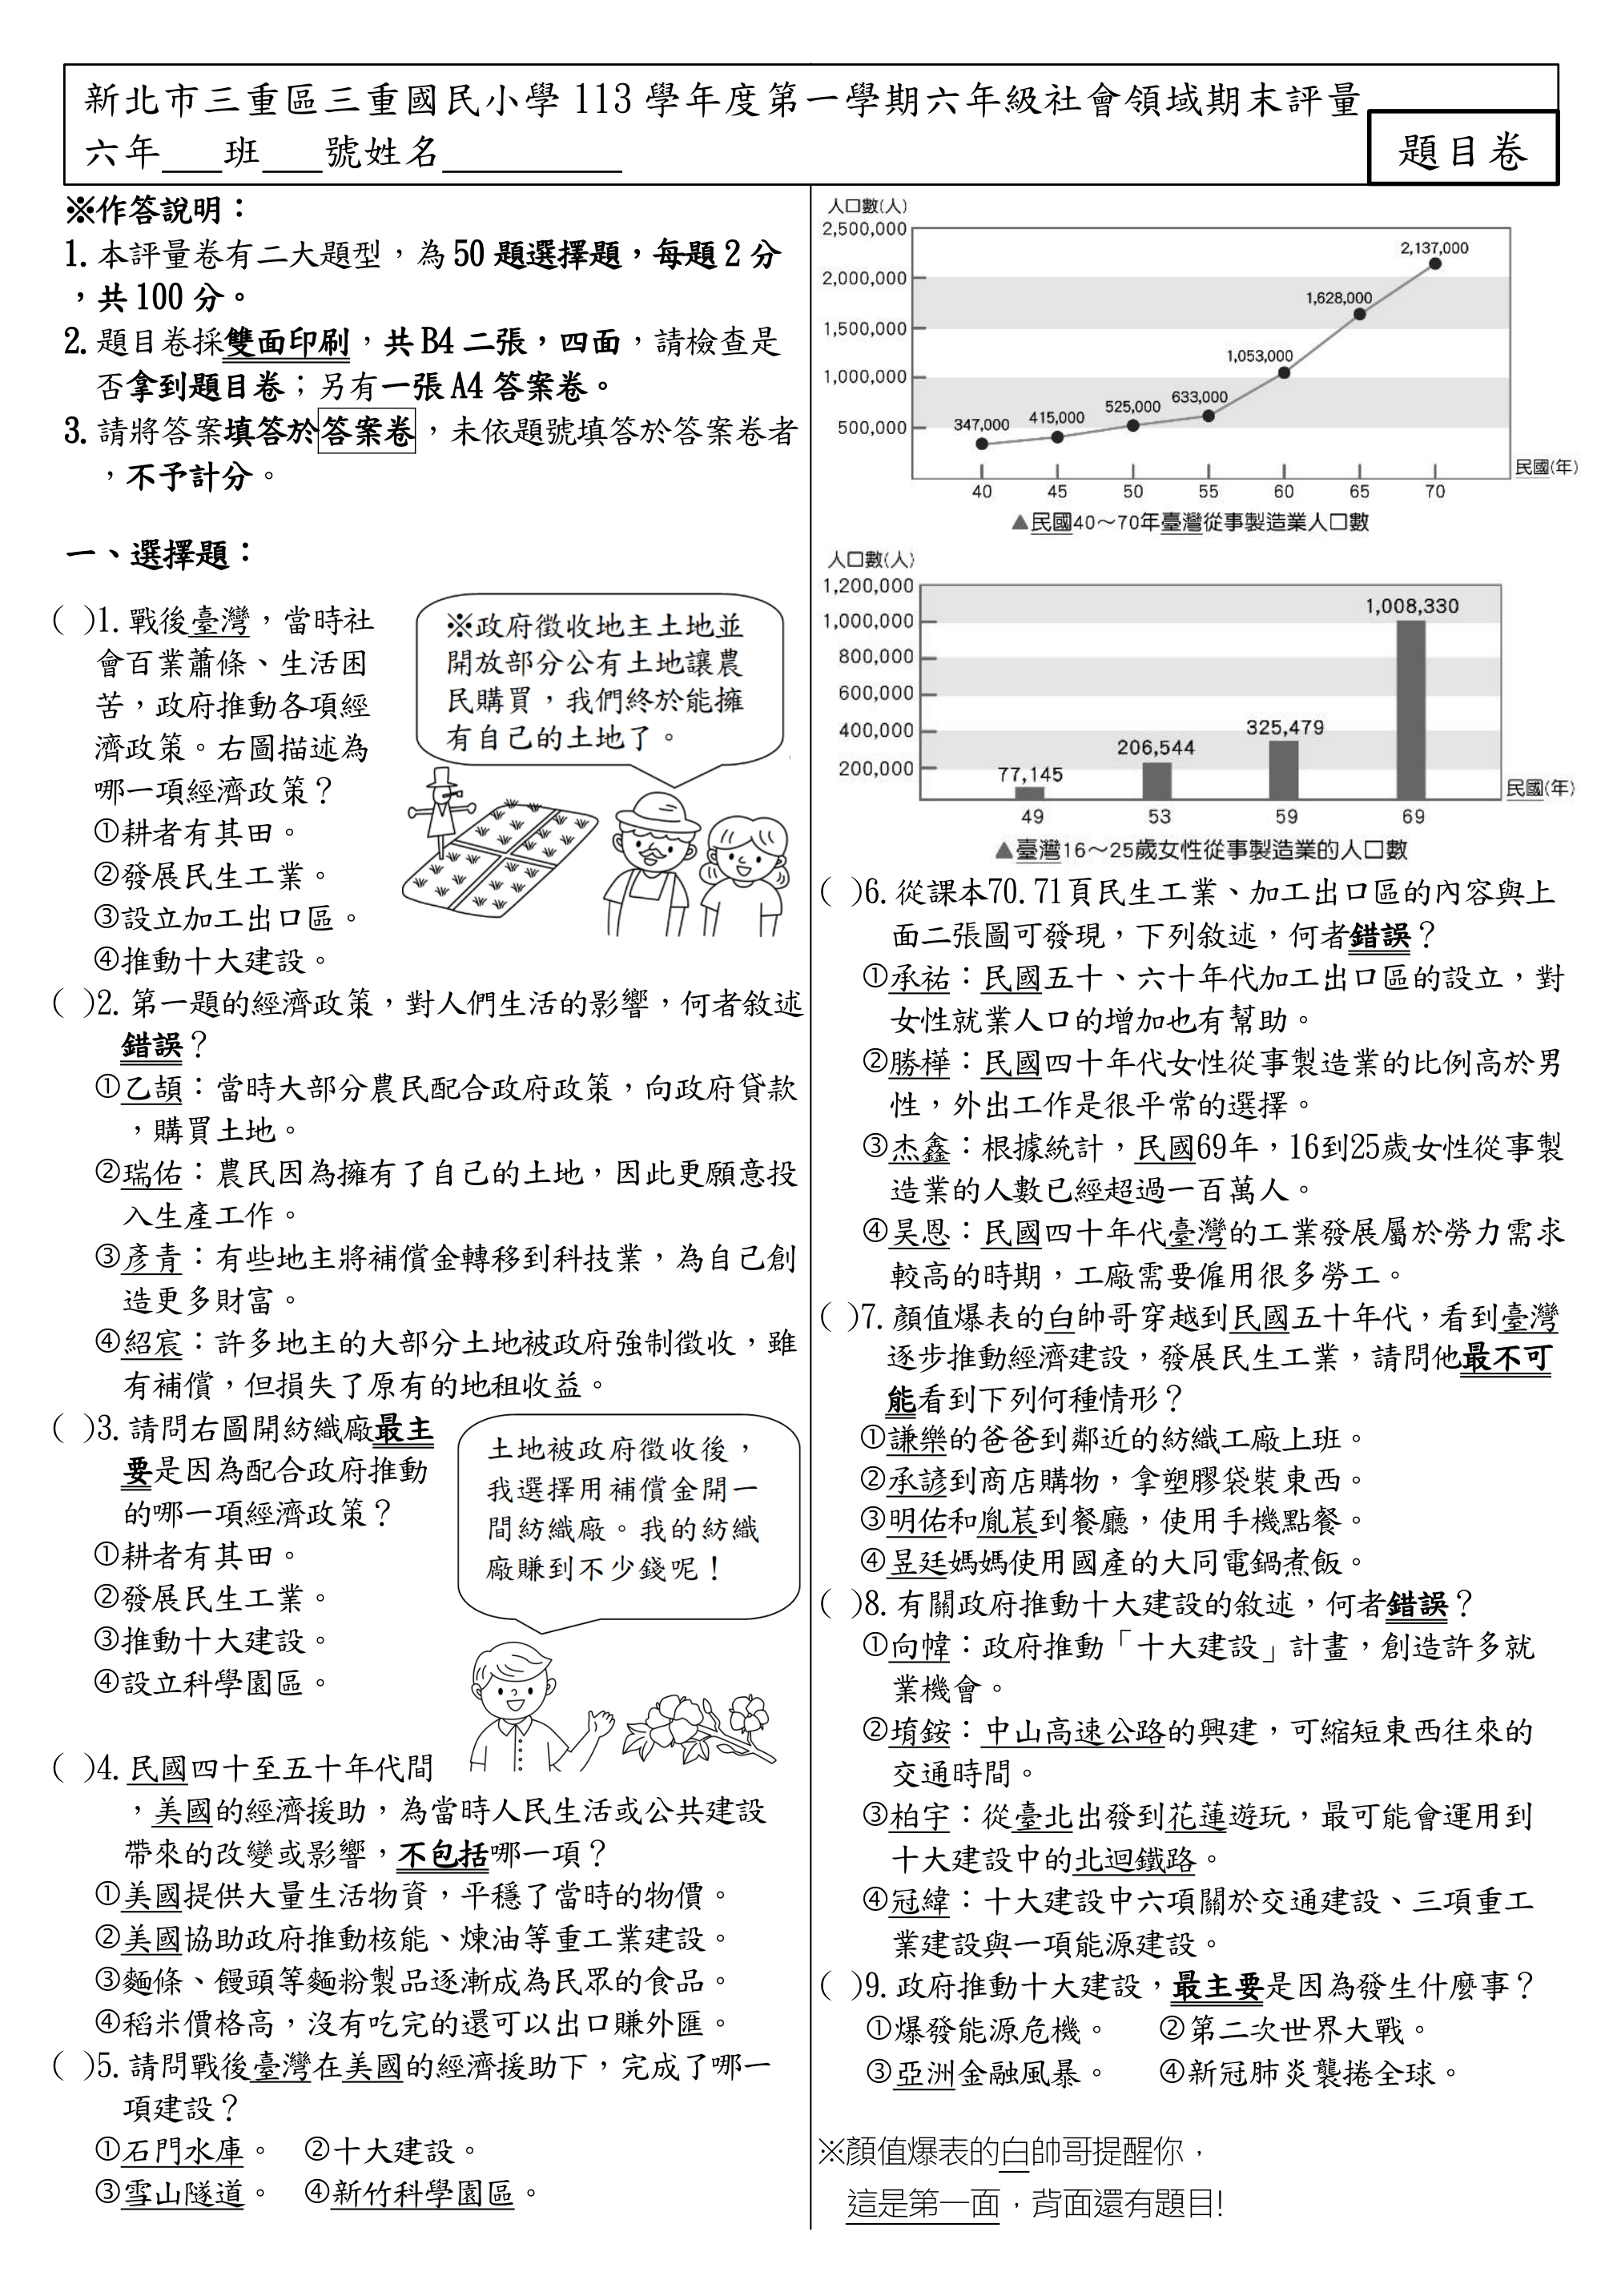 新北市三重區三重國民小學 113 學年度第一學期六年級社會領域期末評量
六年___班___號姓名_________
題目卷
※作答說明：
1. 本評量卷有二大題型，為 50 題選擇題，每題 2 分
，共 100 分。
2. 題目卷採雙面印刷，共 B4 二張，四面，請檢查是
否拿到題目卷；另有一張 A4 答案卷。
3. 請將答案填答於答案卷，未依題號填答於答案卷者
，不予計分。
一、選擇題：
( )1. 戰後臺灣，當時社
會百業蕭條、生活困
苦，政府推動各項經
濟政策。右圖描述為
哪一項經濟政策？
①耕者有其田。
②發展民生工業。
③設立加工出口區。
④推動十大建設。
※政府徵收地主土地並
開放部分公有土地讓農
民購買，我們終於能擁
有自己的土地了。
( )2. 第一題的經濟政策，對人們生活的影響，何者敘述
錯誤？
①乙頡：當時大部分農民配合政府政策，向政府貸款
，購買土地。
②瑞佑：農民因為擁有了自己的土地，因此更願意投
入生產工作。
③彥青：有些地主將補償金轉移到科技業，為自己創
造更多財富。
④紹宸：許多地主的大部分土地被政府強制徵收，雖
有補償，但損失了原有的地租收益。
( )3. 請問右圖開紡織廠最主
要是因為配合政府推動
的哪一項經濟政策？
①耕者有其田。
②發展民生工業。
③推動十大建設。
④設立科學園區。
土地被政府徵收後，
我選擇用補償金開一
間紡織廠。我的紡織
廠賺到不少錢呢！
( )4. 民國四十至五十年代間
，美國的經濟援助，為當時人民生活或公共建設
帶來的改變或影響，不包括哪一項？
①美國提供大量生活物資，平穩了當時的物價。
②美國協助政府推動核能、煉油等重工業建設。
③麵條、饅頭等麵粉製品逐漸成為民眾的食品。
④稻米價格高，沒有吃完的還可以出口賺外匯。
( )5. 請問戰後臺灣在美國的經濟援助下，完成了哪一
項建設？
①石門水庫。 ②十大建設。
③雪山隧道。 ④新竹科學園區。
人口數(人)
2,500,000
2,000,000
1,500,000
1,000,000
500,000
347,000 415,000 525,000 633,000 1,053,000 1,628,000 2,137,000
40 45 50 55 60 65 70
民國(年)
▲民國40～70年臺灣從事製造業人口數
人口數(人)
1,200,000
1,000,000
800,000
600,000
400,000
200,000
77,145 206,544 325,479 1,008,330
49 53 59 69
民國(年)
▲臺灣16～25歲女性從事製造業的人口數
( )6. 從課本70.71頁民生工業、加工出口區的內容與上
面二張圖可發現，下列敘述，何者錯誤？
①承祐：民國五十、六十年代加工出口區的設立，對
女性就業人口的增加也有幫助。
②勝樺：民國四十年代女性從事製造業的比例高於男
性，外出工作是很平常的選擇。
③杰鑫：根據統計，民國69年，16到25歲女性從事製
造業的人數已經超過一百萬人。
④昊恩：民國四十年代臺灣的工業發展屬於勞力需求
較高的時期，工廠需要僱用很多勞工。
( )7. 顏值爆表的白帥哥穿越到民國五十年代，看到臺灣
逐步推動經濟建設，發展民生工業，請問他最不可
能看到下列何種情形？
①謙樂的爸爸到鄰近的紡織工廠上班。
②承諺到商店購物，拿塑膠袋裝東西。
③明佑和胤莀到餐廳，使用手機點餐。
④昱廷媽媽使用國產的大同電鍋煮飯。
( )8. 有關政府推動十大建設的敘述，何者錯誤？
①向幃：政府推動「十大建設」計畫，創造許多就
業機會。
②堉銨：中山高速公路的興建，可縮短東西往來的
交通時間。
③柏宇：從臺北出發到花蓮遊玩，最可能會運用到
十大建設中的北迴鐵路。
④冠緯：十大建設中六項關於交通建設、三項重工
業建設與一項能源建設。
( )9. 政府推動十大建設，最主要是因為發生什麼事？
①爆發能源危機。 ②第二次世界大戰。
③亞洲金融風暴。 ④新冠肺炎襲捲全球。
※顏值爆表的白帥哥提醒你，
這是第一面，背面還有題目!